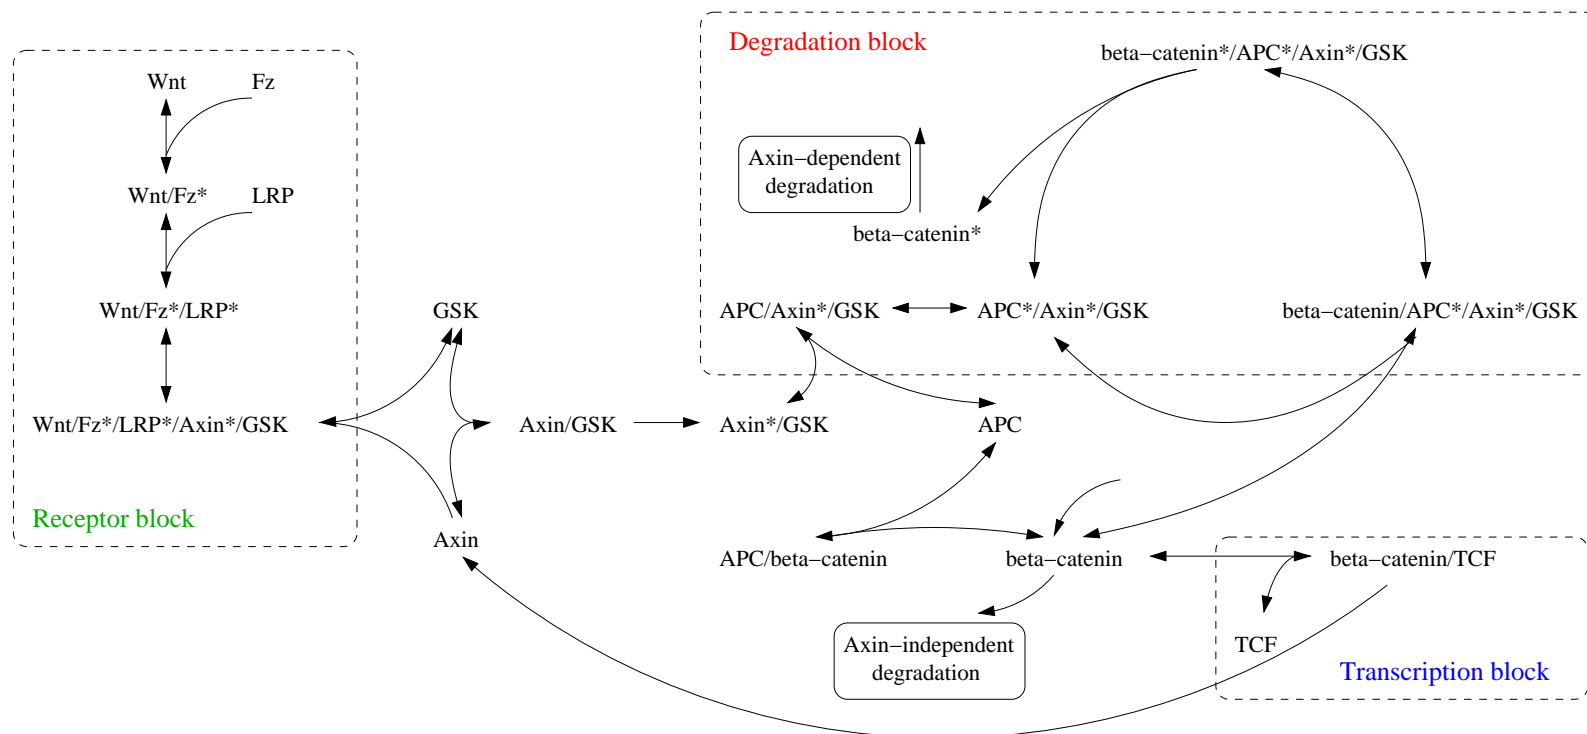 Degradation block
beta−catenin*/APC*/Axin*/GSK
Wnt
Fz
Axin−dependent
degradation
Wnt/Fz*
LRP
beta−catenin*
Wnt/Fz*/LRP*
GSK
APC/Axin*/GSK
APC*/Axin*/GSK
beta−catenin/APC*/Axin*/GSK
Wnt/Fz*/LRP*/Axin*/GSK
Axin/GSK
Axin*/GSK
APC
Receptor block
Axin
APC/beta−catenin
beta−catenin
beta−catenin/TCF
Axin−independent
degradation
TCF
Transcription block